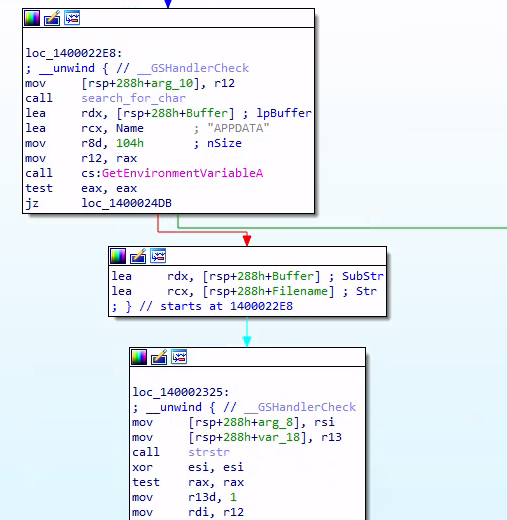 loc_1400022E8:
; __unwind { // __GSHandlerCheck
mov     [rsp+288h+arg_10], r12
call    search_for_char
lea     rdx, [rsp+288h+Buffer] ; lpBuffer
lea     rcx, Name       ; "APPDATA"
mov     r8d, 104h       ; nSize
mov     r12, rax
call    cs:GetEnvironmentVariableA
test    eax, eax
jz      loc_1400024DB
lea     rdx, [rsp+288h+Buffer] ; SubStr
lea     rcx, [rsp+288h+Filename] ; Str
; } // starts at 1400022E8
loc_140002325:
; __unwind { // __GSHandlerCheck
mov     [rsp+288h+arg_8], rsi
mov     [rsp+288h+var_18], r13
call    strstr
xor     esi, esi
test    rax, rax
mov     r13d, 1
mov     rdi, r12